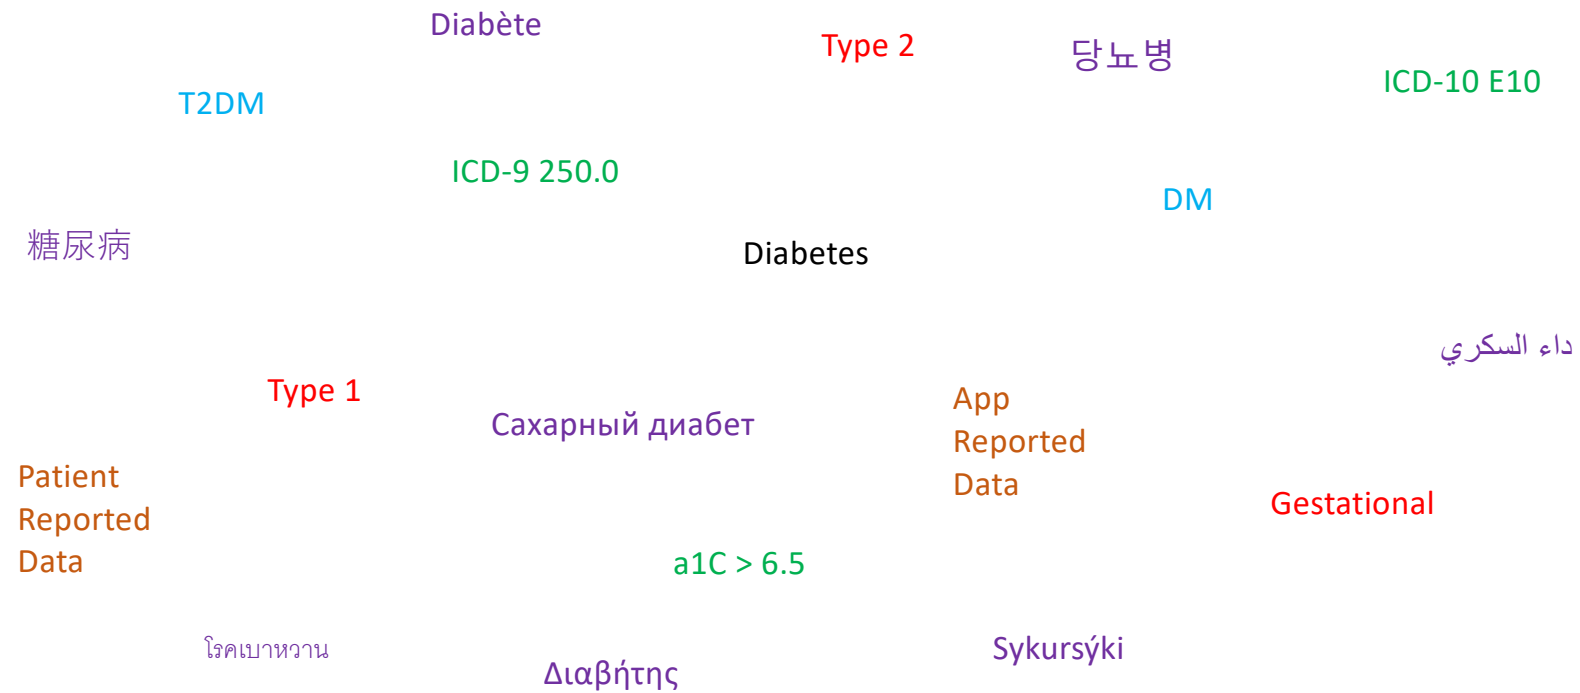 Diabète
Type 2
당뇨병
ICD-10 E10
T2DM
ICD-9 250.0
DM
糖尿病
Diabetes
داء السكري
Type 1
Сахарный диабет
App
Reported
Data
Patient
Reported
Data
Gestational
a1C > 6.5
โรคเบาหวาน
Διαβήτης
Sykursýki